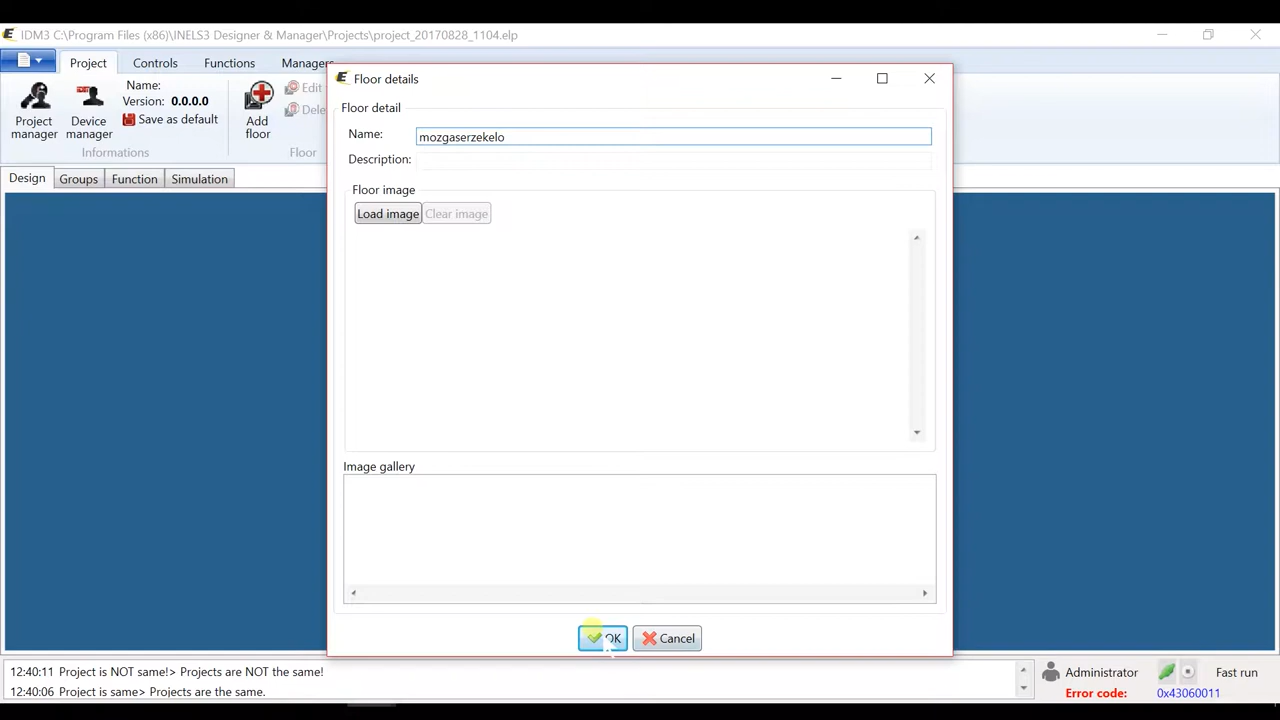 IDM3 C:\Program Files (x86)\INELS3 Designer & Manager\Projects\project_20170828_1104.elp
Project
Controls
Functions
Managers
Project manager
Device manager
Name:
Version: 0.0.0.0
Save as default
Informations
Add floor
Edit
Dele
Floor
Design
Groups
Function
Simulation
Floor details
Floor detail
Name:
mozgaserzekelo
Description:
Floor image
Load image
Clear image
Image gallery
OK
Cancel
12:40:11 Project is NOT same!> Projects are NOT the same!
12:40:06 Project is same> Projects are the same.
Administrator
Fast run
Error code: 0x43060011